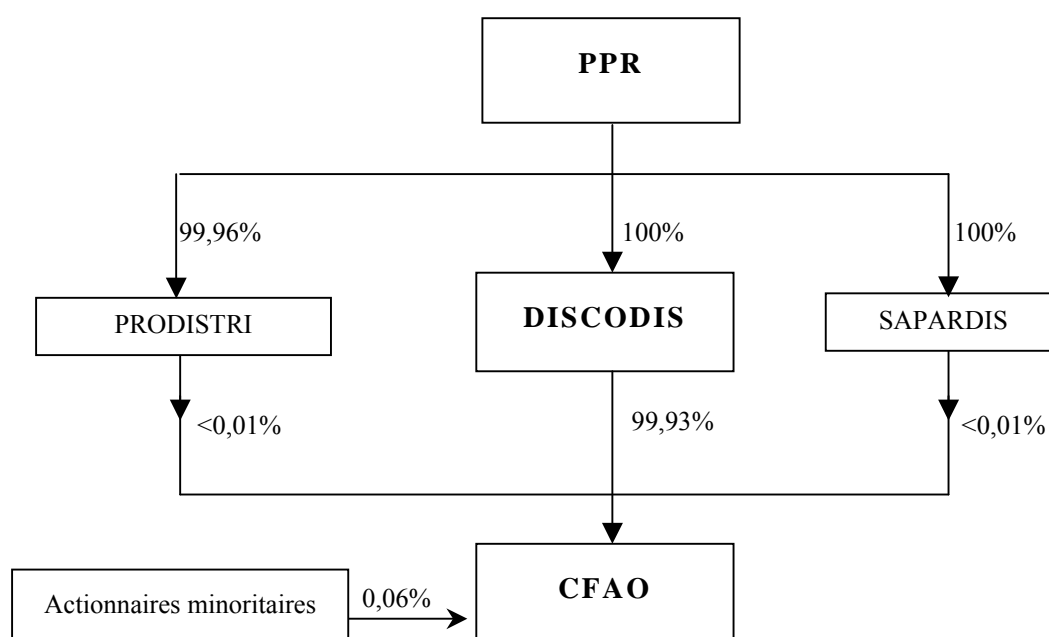 PPR
99,96%
100%
100%
PRODISTRI
DISCODIS
SAPARDIS
<0,01%
99,93%
<0,01%
Actionnaires minoritaires
0,06%
CFAO